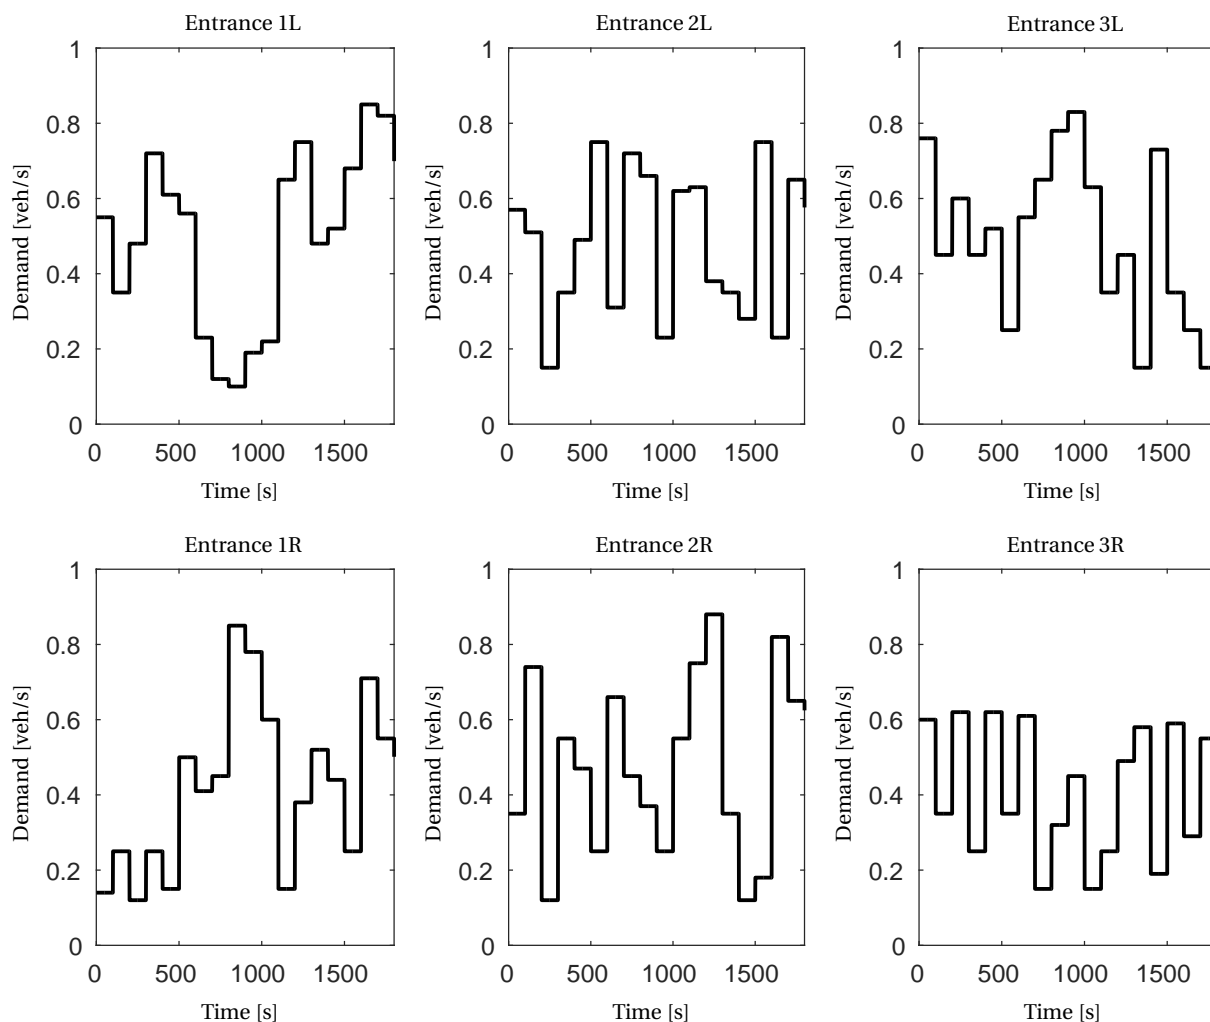 Entrance 1L
Entrance 2L
Entrance 3L
1
0.8
0.6
0.4
0.2
0
Demand [veh/s]
0 500 1000 1500
Time [s]
1
0.8
0.6
0.4
0.2
0
Demand [veh/s]
0 500 1000 1500
Time [s]
1
0.8
0.6
0.4
0.2
0
Demand [veh/s]
0 500 1000 1500
Time [s]
Entrance 1R
Entrance 2R
Entrance 3R
1
0.8
0.6
0.4
0.2
0
Demand [veh/s]
0 500 1000 1500
Time [s]
1
0.8
0.6
0.4
0.2
0
Demand [veh/s]
0 500 1000 1500
Time [s]
1
0.8
0.6
0.4
0.2
0
Demand [veh/s]
0 500 1000 1500
Time [s]